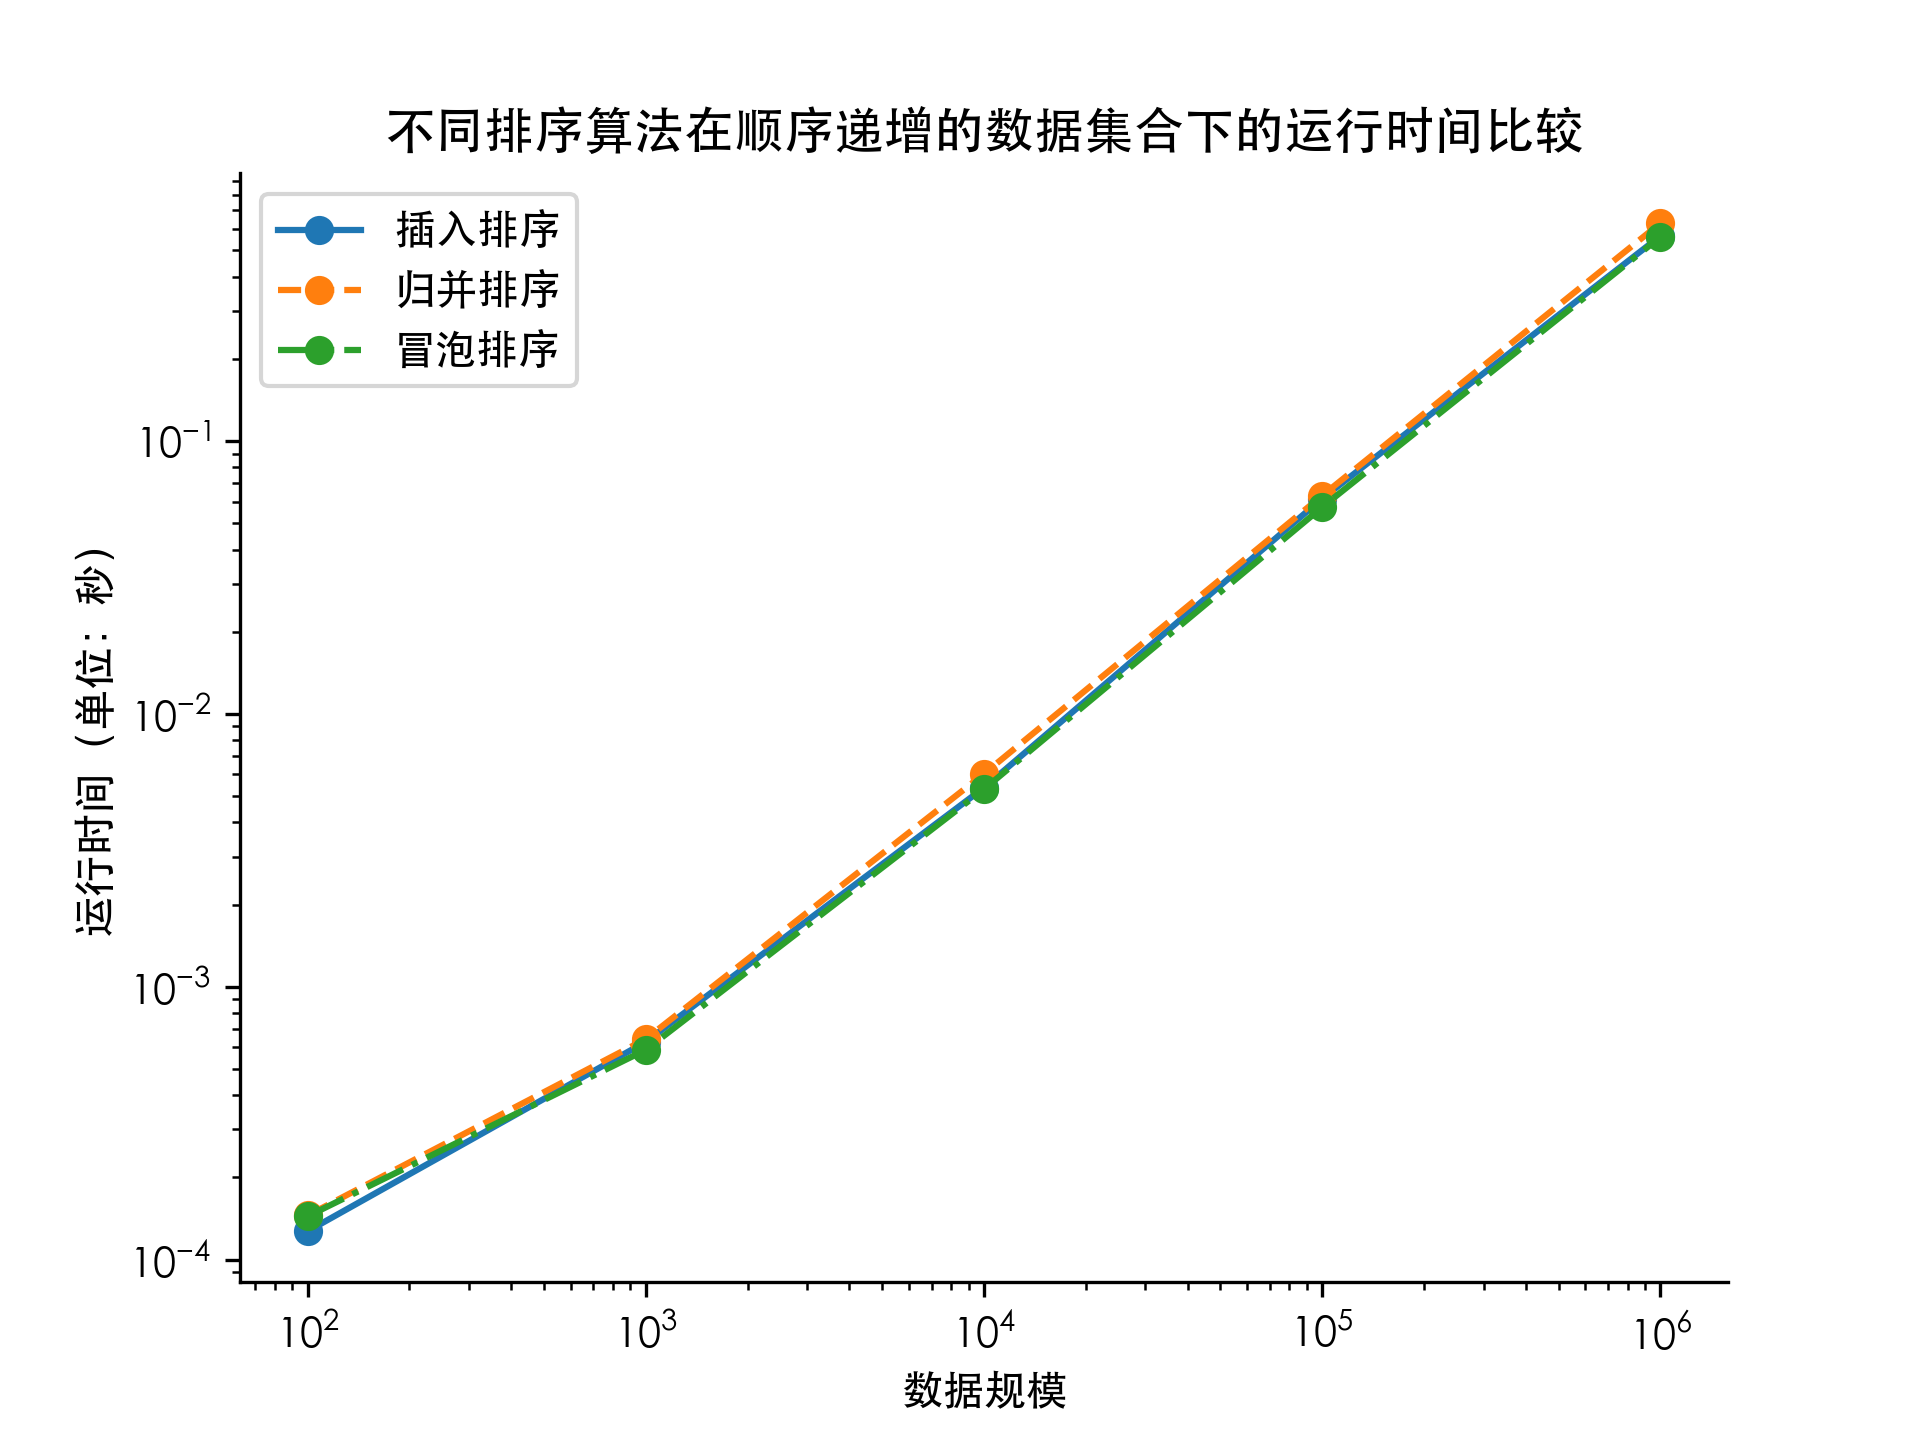 不同排序算法在顺序递增的数据集合下的运行时间比较
插入排序
归并排序
冒泡排序
运行时间（单位：秒）
10⁻¹
10⁻²
10⁻³
10⁻⁴
10² 10³ 10⁴ 10⁵ 10⁶
数据规模